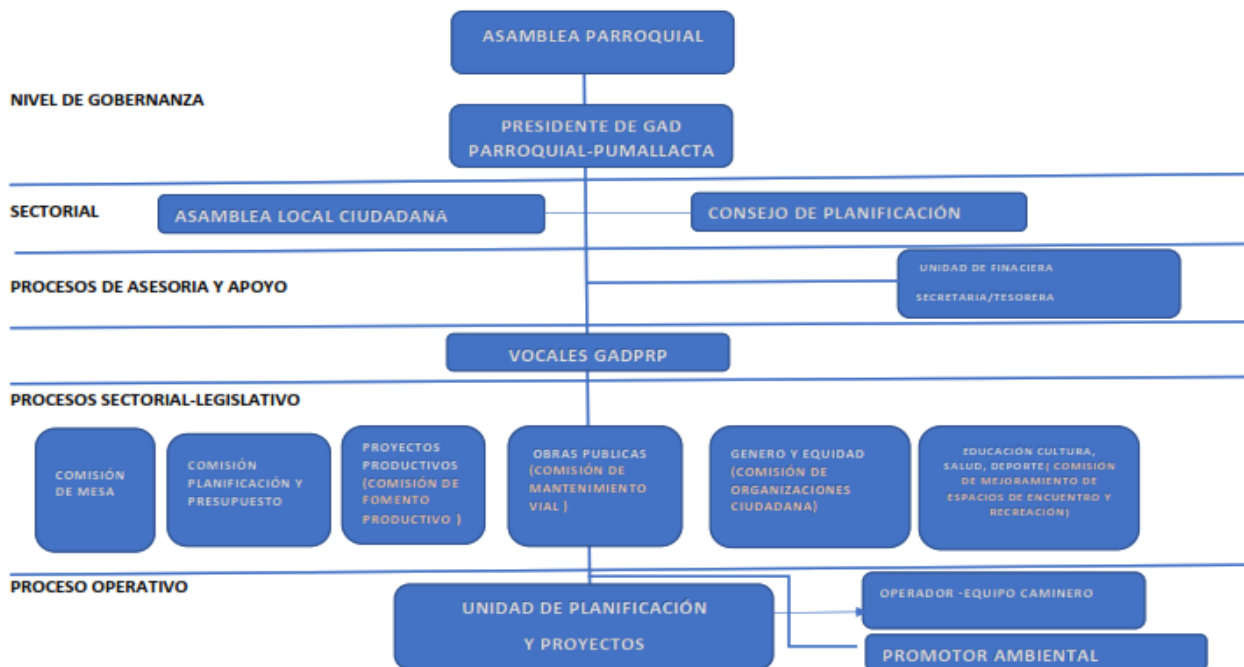 ASAMBLEA PARROQUIAL
NIVEL DE GOBERNANZA
PRESIDENTE DE GAD
PARROQUIAL-PUMALLACTA
SECTORIAL
ASAMBLEA LOCAL CIUDADANA
CONSEJO DE PLANIFICACIÓN
PROCESOS DE ASESORIA Y APOYO
UNIDAD DE FINACIERA
SECRETARIA/TESORERA
VOCALES GADPRP
PROCESOS SECTORIAL-LEGISLATIVO
COMISIÓN
DE MESA
COMISIÓN
PLANIFICACIÓN Y
PRESUPUESTO
PROYECTOS
PRODUCTIVOS
(COMISIÓN DE
FOMENTO
PRODUCTIVO )
OBRAS PUBLICAS
(COMISIÓN DE
MANTENIMIENTO
VIAL )
GENERO Y EQUIDAD
(COMISIÓN DE
ORGANIZACIONES
CIUDADANA)
EDUCACIÓN CULTURA,
SALUD, DEPORTE( COMISIÓN
DE MEJORAMIENTO DE
ESPACIOS DE ENCUENTRO Y
RECREACIÓN)
PROCESO OPERATIVO
UNIDAD DE PLANIFICACIÓN
Y PROYECTOS
OPERADOR -EQUIPO CAMINERO
PROMOTOR AMBIENTAL